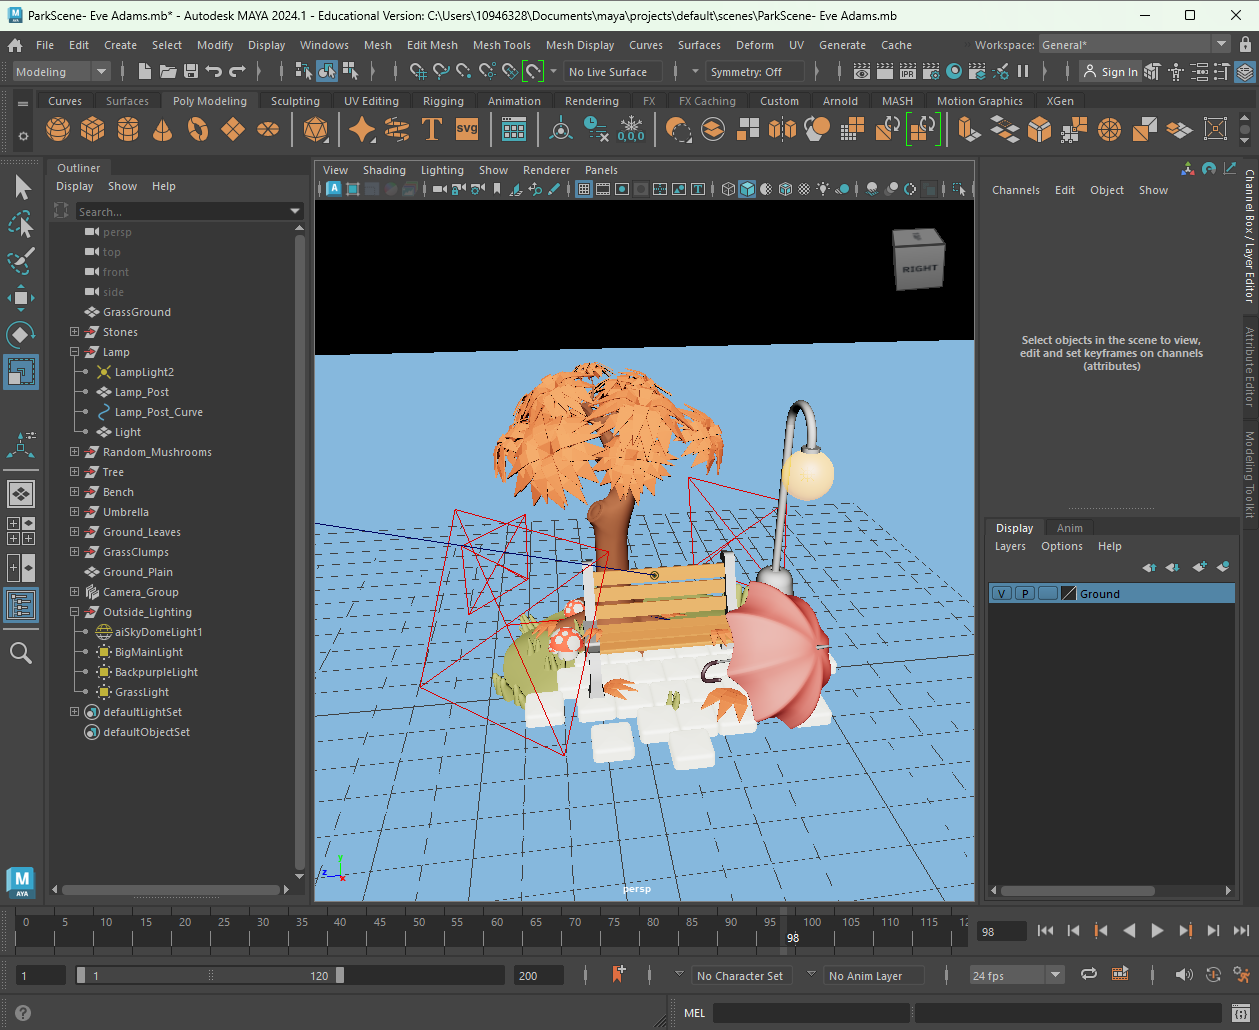 ParkScene- Eve Adams.mb* - Autodesk MAYA 2024.1 - Educational Version: C:\Users\10946328\Documents\maya\projects\default\scenes\ParkScene- Eve Adams.mb
File Edit Create Select Modify Display Windows Mesh Edit Mesh Mesh Tools Mesh Display Curves Surfaces Deform UV Generate Cache Workspace: General*
Modeling No Live Surface Symmetry: Off IPR Sign In
Curves Surfaces Poly Modeling Sculpting UV Editing Rigging Animation Rendering FX FX Caching Custom Arnold MASH Motion Graphics XGen
T SVG 0,0,0
Outliner
Display Show Help
Search...
persp
top
front
side
GrassGround
Stones
Lamp
LampLight2
Lamp_Post
Lamp_Post_Curve
Light
Random_Mushrooms
Tree
Bench
Umbrella
Ground_Leaves
GrassClumps
Ground_Plain
Camera_Group
Outside_Lighting
aiSkyDomeLight1
BigMainLight
BackpurpleLight
GrassLight
defaultLightSet
defaultObjectSet
View Shading Lighting Show Renderer Panels
A T
RIGHT
y
z x
persp
Channels Edit Object Show
Select objects in the scene to view,
edit and set keyframes on channels
(attributes)
Channel Box / Layer Editor
Attribute Editor
Modeling Toolkit
Display Anim
Layers Options Help
V P Ground
M
AYA
0 5 10 15 20 25 30 35 40 45 50 55 60 65 70 75 80 85 90 95 100 105 110 115 12
98
98
1 1 120 200 No Character Set No Anim Layer 24 fps
? MEL